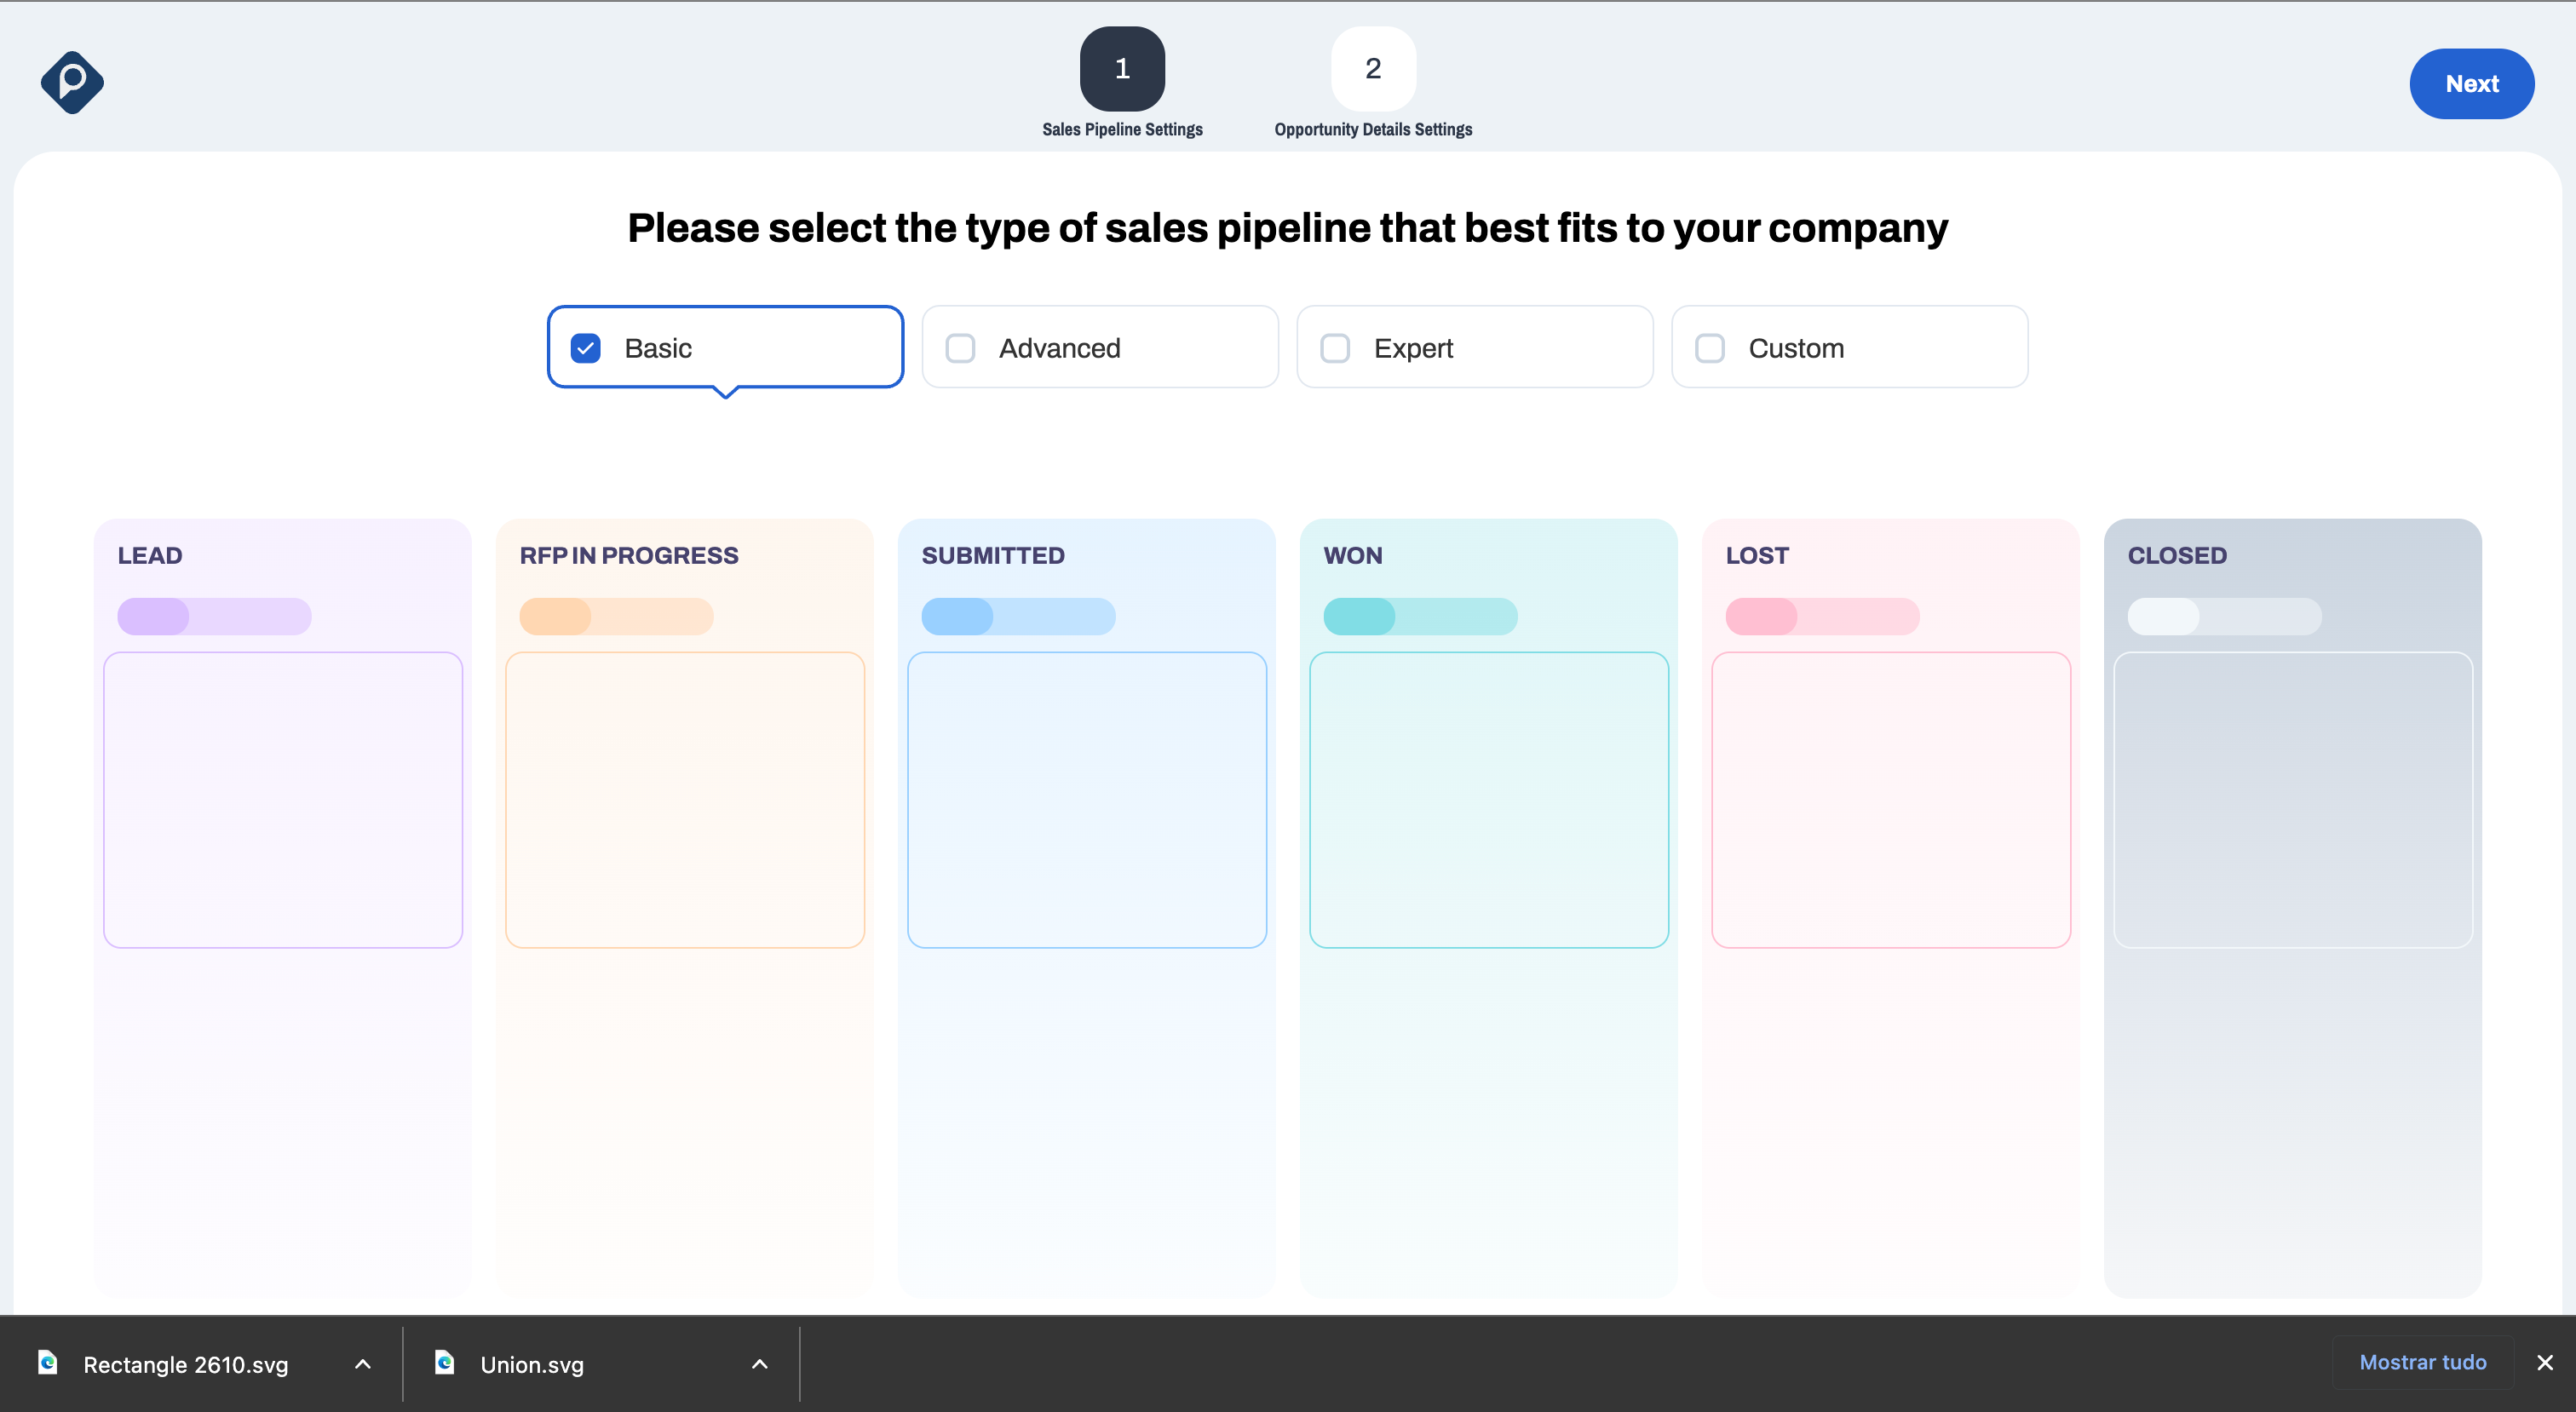 1
2
Next
Sales Pipeline Settings
Opportunity Details Settings
Please select the type of sales pipeline that best fits to your company
Basic
Advanced
Expert
Custom
LEAD
RFP IN PROGRESS
SUBMITTED
WON
LOST
CLOSED
Rectangle 2610.svg
Union.svg
Mostrar tudo